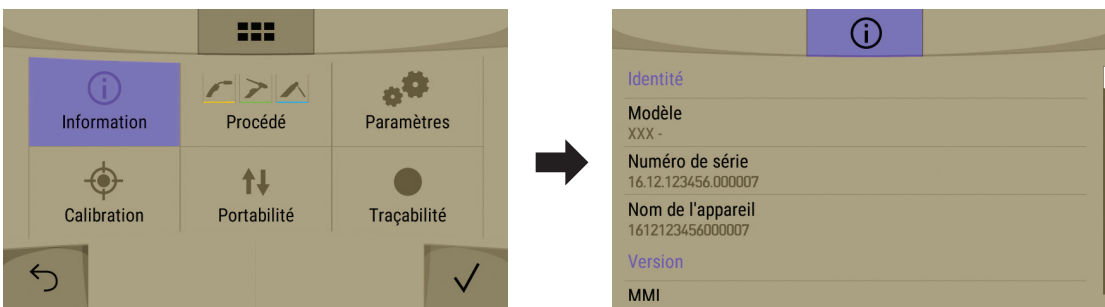 Information
Procédé
Paramètres
Calibration
Portabilité
Traçabilité
Identité
Modèle
XXX -
Numéro de série
16.12.123456.000007
Nom de l'appareil
1612123456000007
Version
MMI